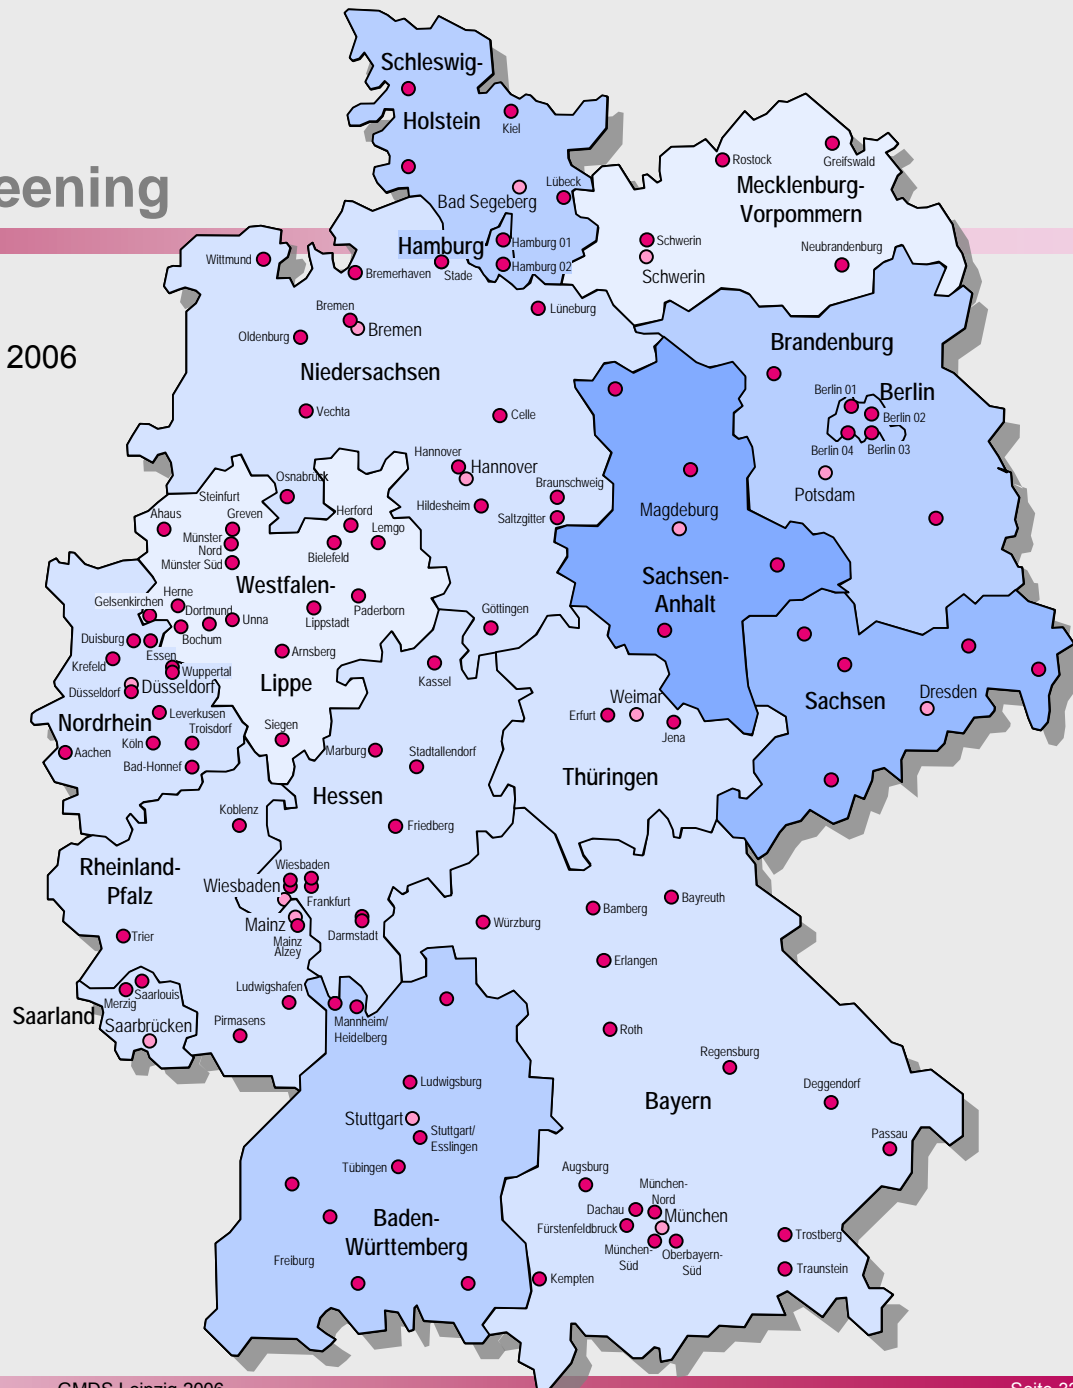 Schleswig-
Holstein
Kiel
eening
Bad Segeberg
Lübeck
Rostock
Greifswald
Mecklenburg-
Vorpommern
Hamburg
Hamburg 01
Hamburg 02
Schwerin
Schwerin
Neubrandenburg
Wittmund
Bremerhaven
Stade
Lüneburg
Bremen
Bremen
Oldenburg
2006
Niedersachsen
Brandenburg
Berlin 01
Berlin
Berlin 02
Berlin 04
Berlin 03
Potsdam
Vechta
Celle
Hannover
Hannover
Osnabrück
Braunschweig
Hildesheim
Saltzgitter
Magdeburg
Sachsen-
Anhalt
Steinfurt
Ahaus
Greven
Münster
Nord
Münster Süd
Herford
Lemgo
Bielefeld
Westfalen-
Lippe
Herne
Gelsenkirchen
Dortmund
Unna
Bochum
Lippstadt
Paderborn
Göttingen
Duisburg
Essen
Krefeld
Wuppertal
Arnsberg
Düsseldorf
Düsseldorf
Kassel
Nordrhein
Leverkusen
Troisdorf
Köln
Aachen
Bad-Honnef
Siegen
Marburg
Stadtallendorf
Weimar
Erfurt
Jena
Sachsen
Dresden
Thüringen
Hessen
Koblenz
Friedberg
Rheinland-
Pfalz
Wiesbaden
Wiesbaden
Frankfurt
Mainz
Mainz
Alzey
Darmstadt
Trier
Würzburg
Bamberg
Bayreuth
Erlangen
Saarlouis
Merzig
Saarland
Saarbrücken
Ludwigshafen
Pirmasens
Mannheim/
Heidelberg
Roth
Regensburg
Deggendorf
Passau
Bayern
Ludwigsburg
Stuttgart
Stuttgart/
Esslingen
Tübingen
Baden-
Württemberg
Freiburg
Augsburg
München-
Nord
Dachau
München
Fürstenfeldbruck
München-
Süd
Oberbayern-
Süd
Kempten
Trostberg
Traunstein
GMDS Leipzig 2006